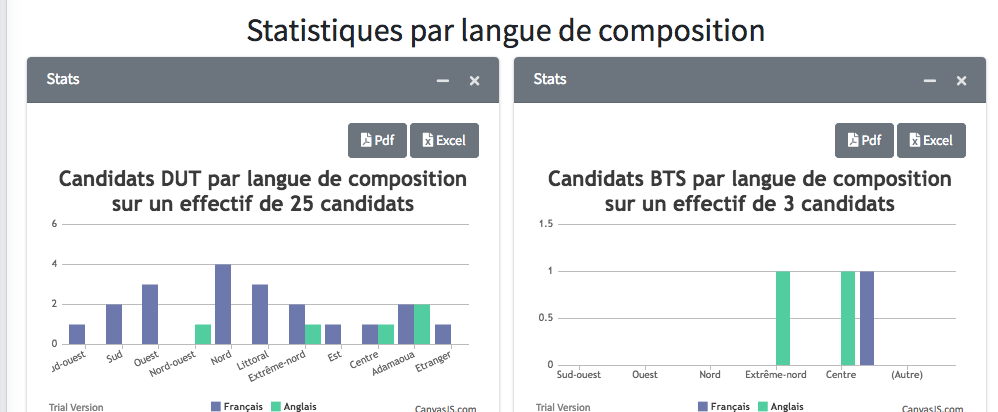 Statistiques par langue de composition
Stats
Pdf Excel
Candidats DUT par langue de composition
sur un effectif de 25 candidats
6
4
2
0
ud-ouest Sud Ouest Nord-ouest Nord Littoral Extrême-nord Est Centre Adamaoua Etranger
Trial Version
Français Anglais
CanvasJS.com
Stats
Pdf Excel
Candidats BTS par langue de composition
sur un effectif de 3 candidats
1.5
1
0.5
0
Sud-ouest Ouest Nord Extrême-nord Centre (Autre)
Trial Version
Français Anglais
CanvasJS.com